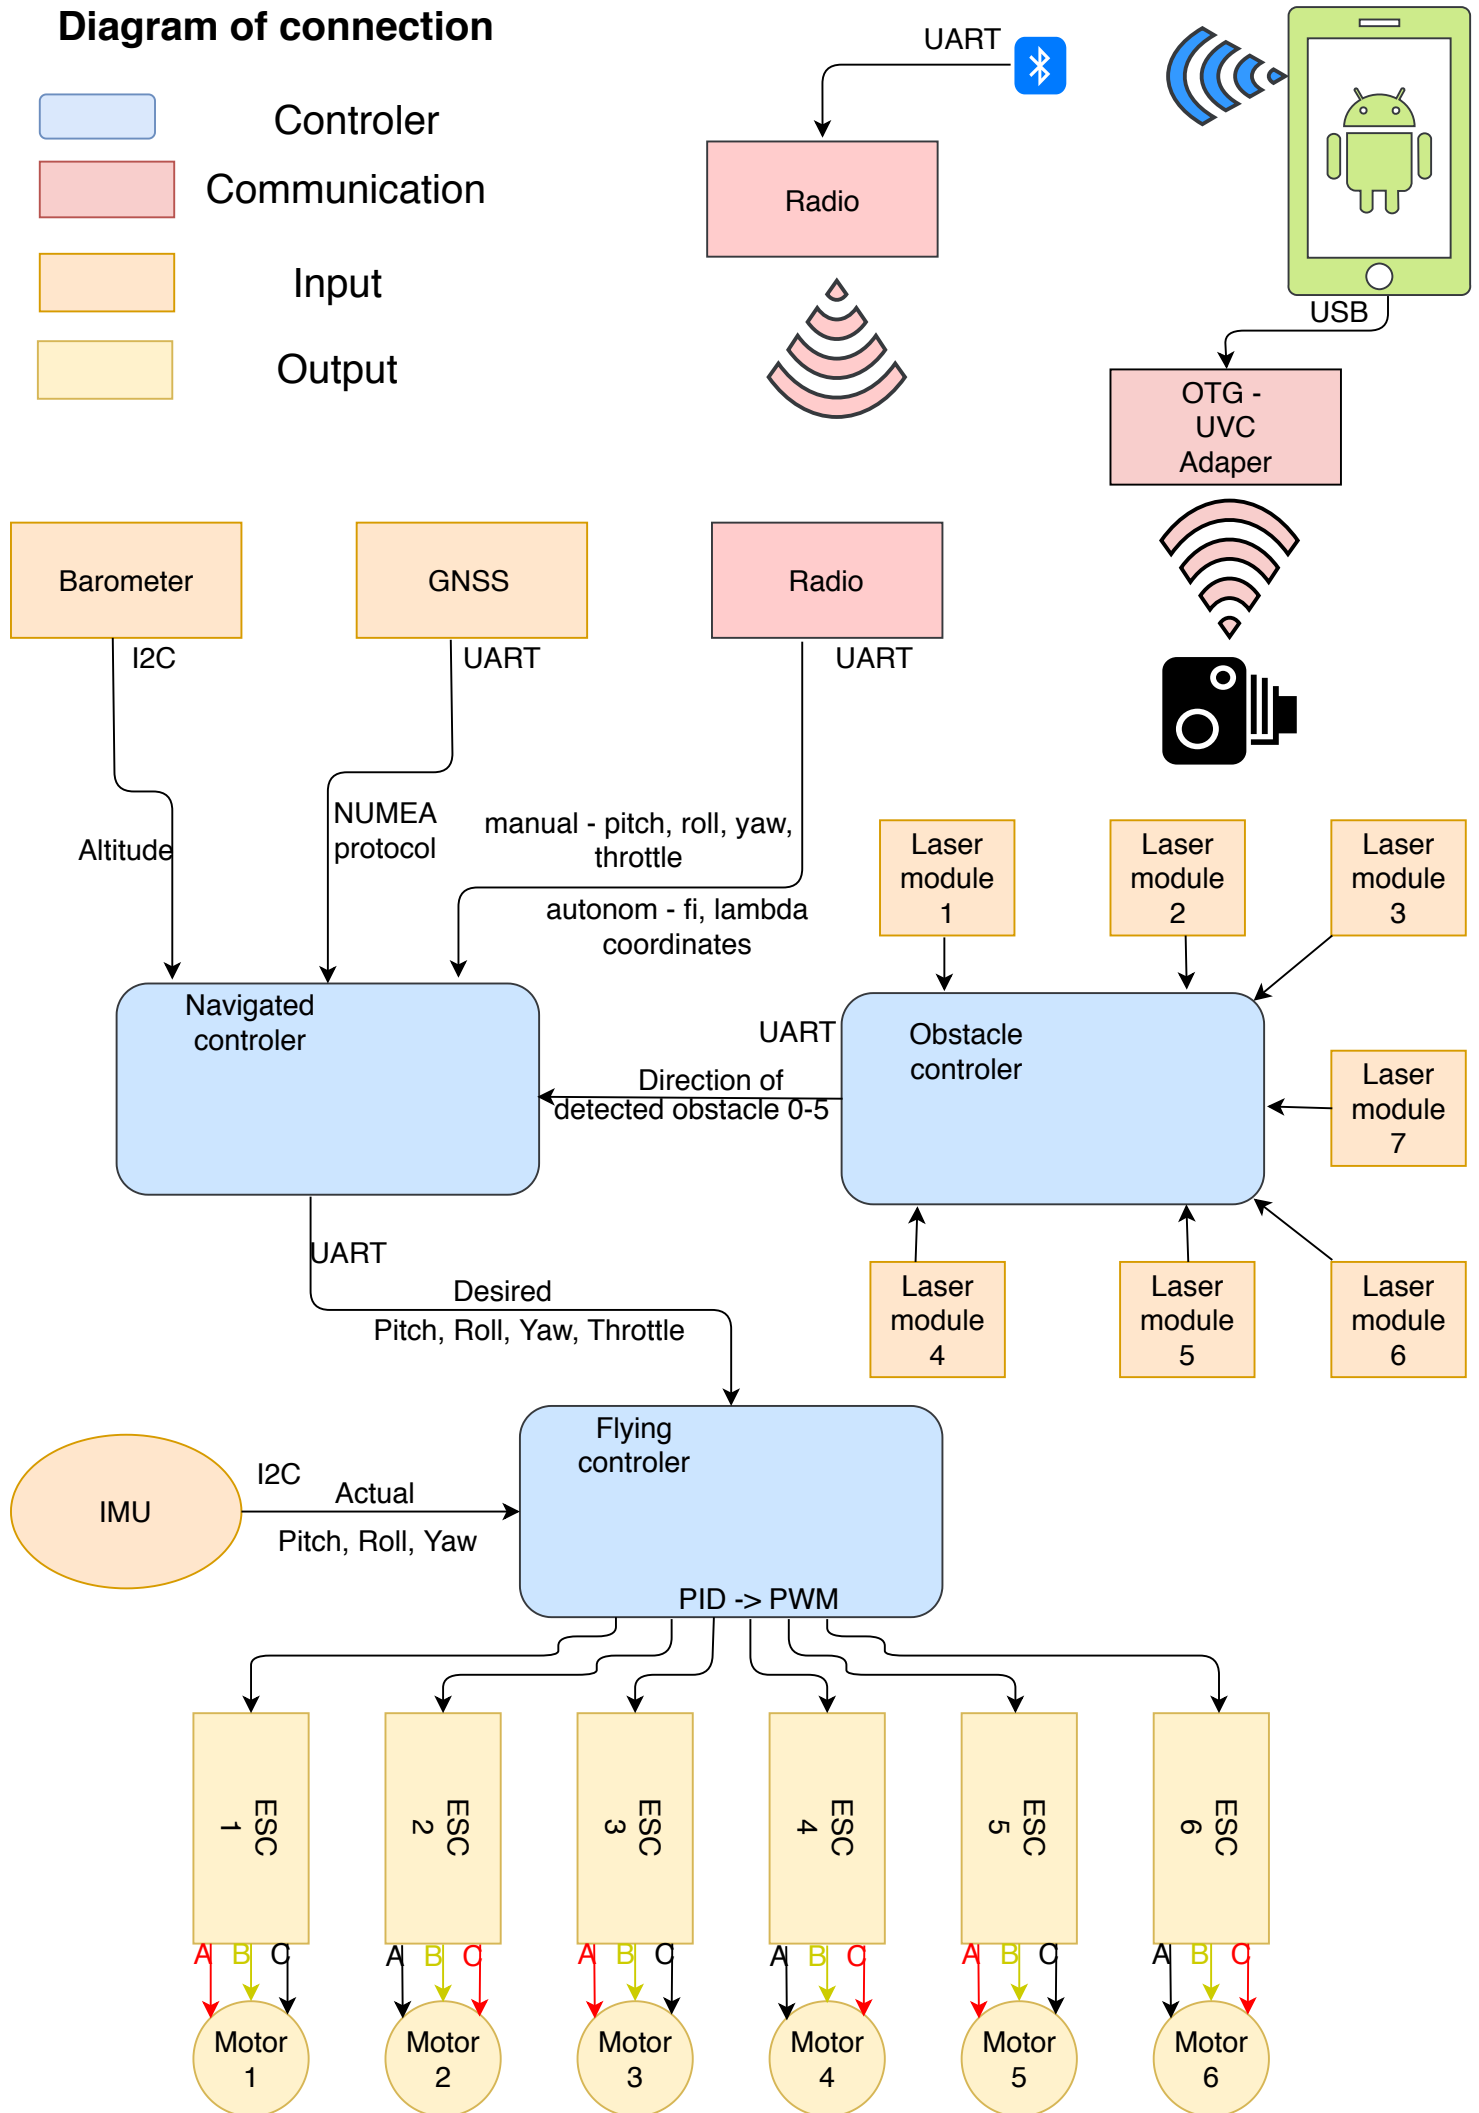 Diagram of connection
Controler
Communication
Input
Output
UART
Radio
USB
OTG -
UVC
Adaper
Barometer
GNSS
Radio
I2C
UART
UART
Altitude
NUMEA
protocol
manual - pitch, roll, yaw,
throttle
autonom - fi, lambda
coordinates
Laser
module
1
Laser
module
2
Laser
module
3
Navigated
controler
UART
Obstacle
controler
Direction of
detected obstacle 0-5
Laser
module
7
UART
Desired
Pitch, Roll, Yaw, Throttle
Laser
module
4
Laser
module
5
Laser
module
6
Flying
controler
IMU
I2C
Actual
Pitch, Roll, Yaw
PID -> PWM
ESC
1
ESC
2
ESC
3
ESC
4
ESC
5
ESC
6
A B C
A B C
A B C
A B C
A B C
A B C
Motor
1
Motor
2
Motor
3
Motor
4
Motor
5
Motor
6